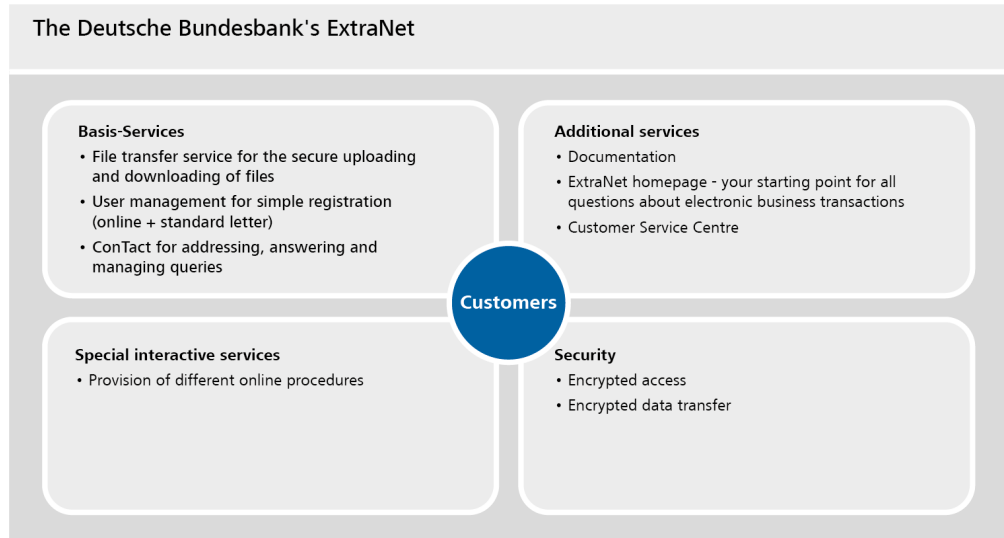 The Deutsche Bundesbank's ExtraNet
Basis-Services
• File transfer service for the secure uploading
and downloading of files
• User management for simple registration
(online + standard letter)
• ConTact for addressing, answering and
managing queries
Additional services
• Documentation
• ExtraNet homepage - your starting point for all
questions about electronic business transactions
• Customer Service Centre
Customers
Special interactive services
• Provision of different online procedures
Security
• Encrypted access
• Encrypted data transfer